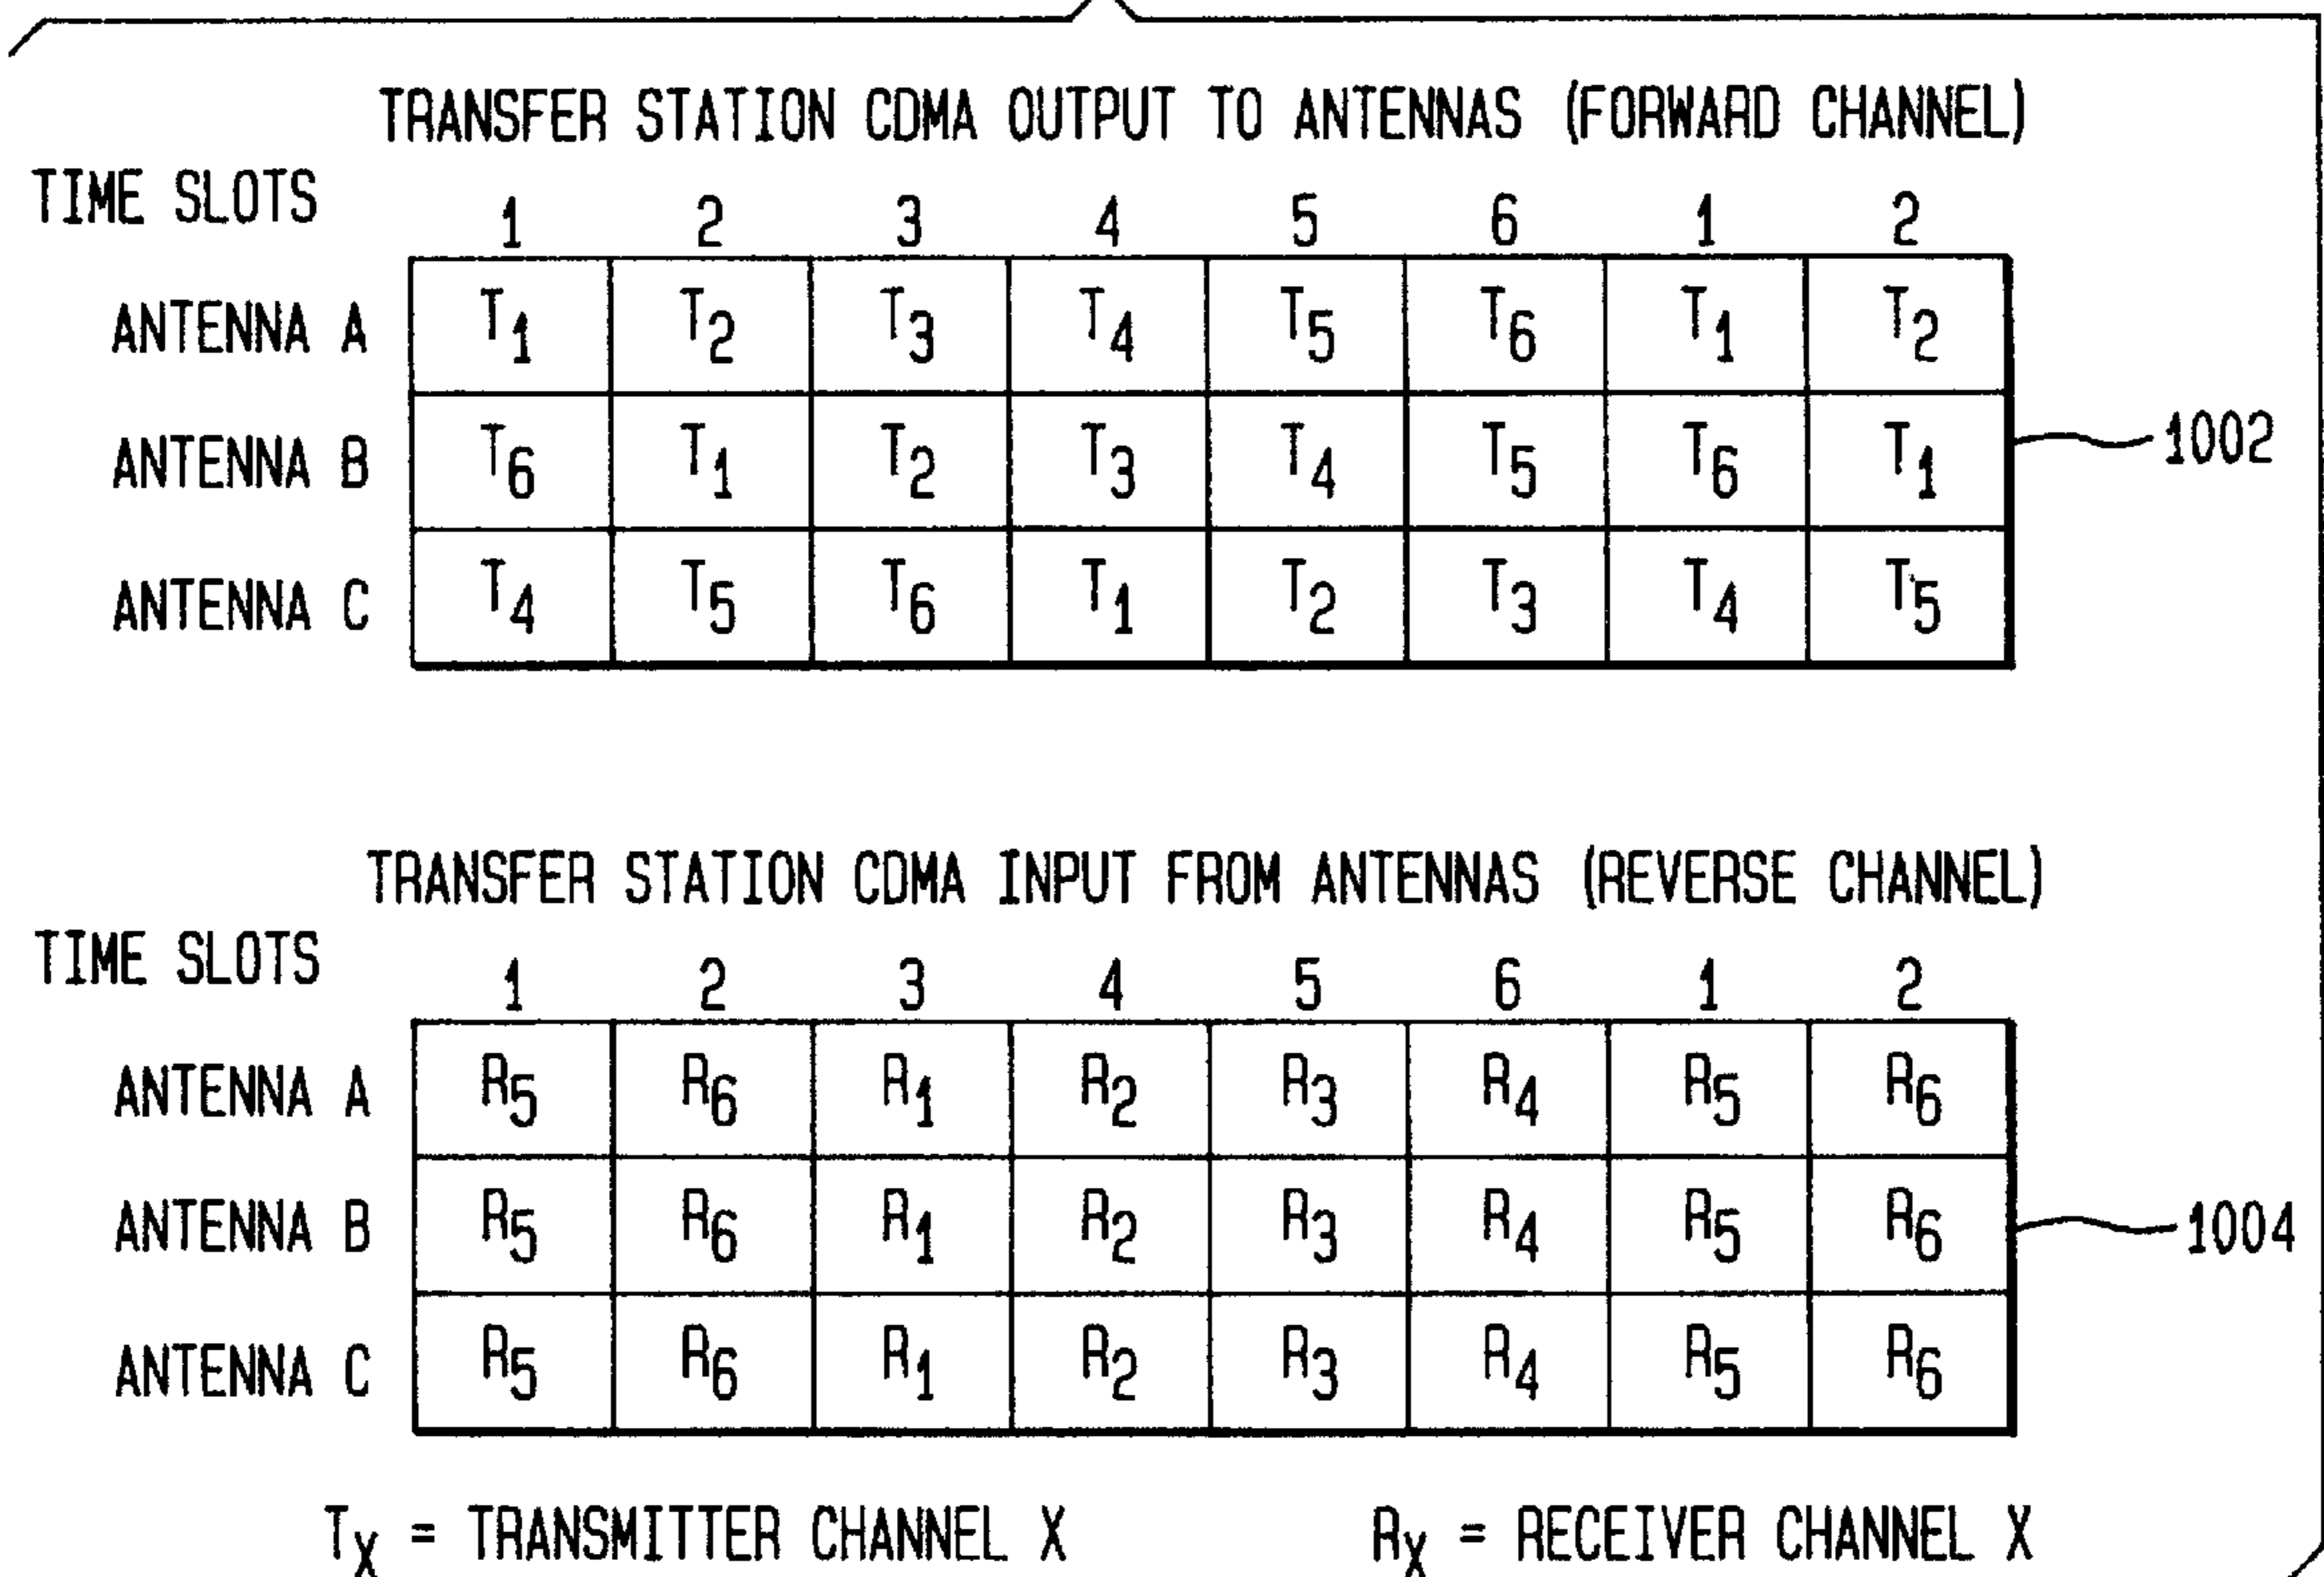 TRANSFER STATION CDMA OUTPUT TO ANTENNAS (FORWARD CHANNEL)
TIME SLOTS 1 2 3 4 5 6 1 2
ANTENNA A T1 T2 T3 T4 T5 T6 T1 T2
ANTENNA B T6 T1 T2 T3 T4 T5 T6 T1
1002
ANTENNA C T4 T5 T6 T1 T2 T3 T4 T5
TRANSFER STATION CDMA INPUT FROM ANTENNAS (REVERSE CHANNEL)
TIME SLOTS 1 2 3 4 5 6 1 2
ANTENNA A R5 R6 R1 R2 R3 R4 R5 R6
ANTENNA B R5 R6 R1 R2 R3 R4 R5 R6
1004
ANTENNA C R5 R6 R1 R2 R3 R4 R5 R6
TX = TRANSMITTER CHANNEL X RX = RECEIVER CHANNEL X